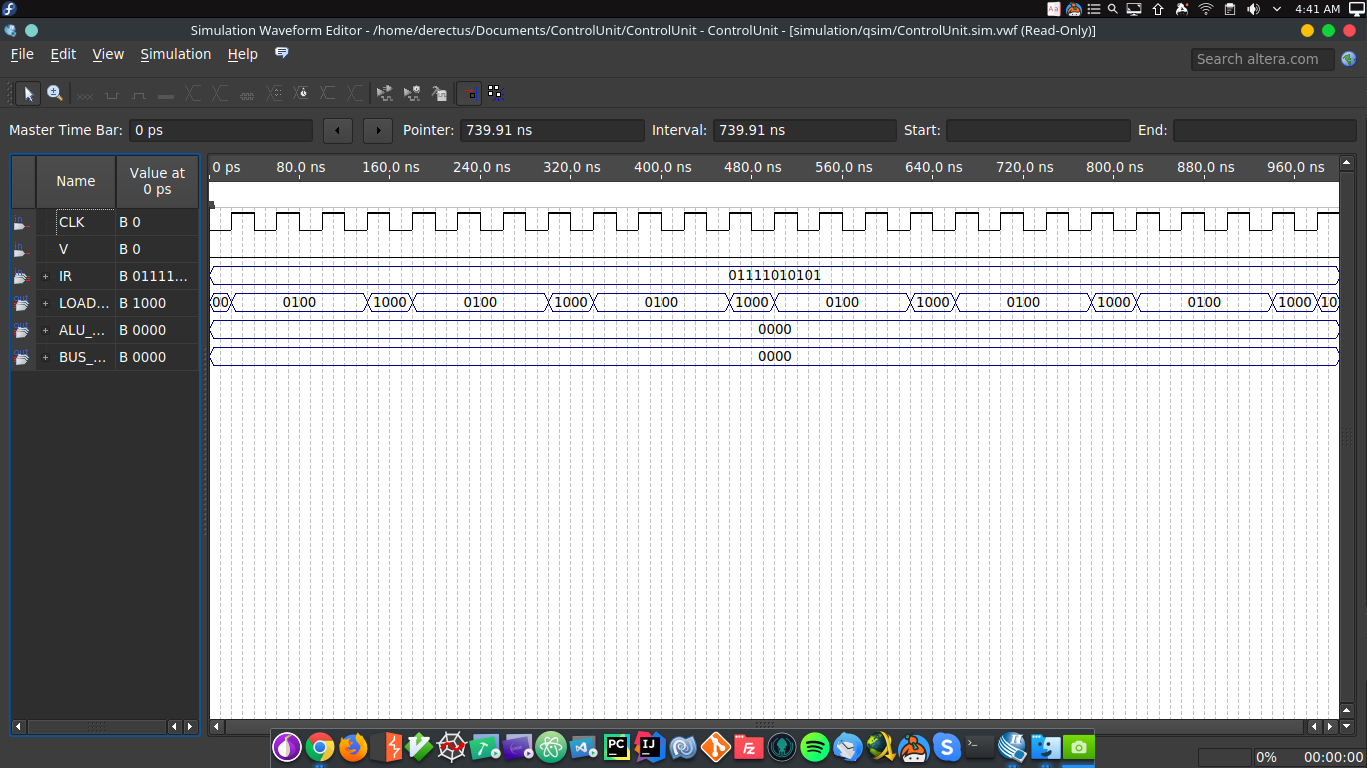 4:41 AM
Simulation Waveform Editor - /home/derectus/Documents/ControlUnit/ControlUnit - ControlUnit - [simulation/qsim/ControlUnit.sim.vwf (Read-Only)]
File Edit View Simulation Help
Search altera.com
Master Time Bar: 0 ps Pointer: 739.91 ns Interval: 739.91 ns Start: End:
Name Value at 0 ps
0 ps 80.0 ns 160.0 ns 240.0 ns 320.0 ns 400.0 ns 480.0 ns 560.0 ns 640.0 ns 720.0 ns 800.0 ns 880.0 ns 960.0 ns
CLK B 0
V B 0
IR B 01111... 01111010101
LOAD... B 1000 00 0100 1000 0100 1000 0100 1000 0100 1000 0100 1000 0100 1000 10
ALU_... B 0000 0000
BUS_... B 0000 0000
PC IJ fz S
0% 00:00:00